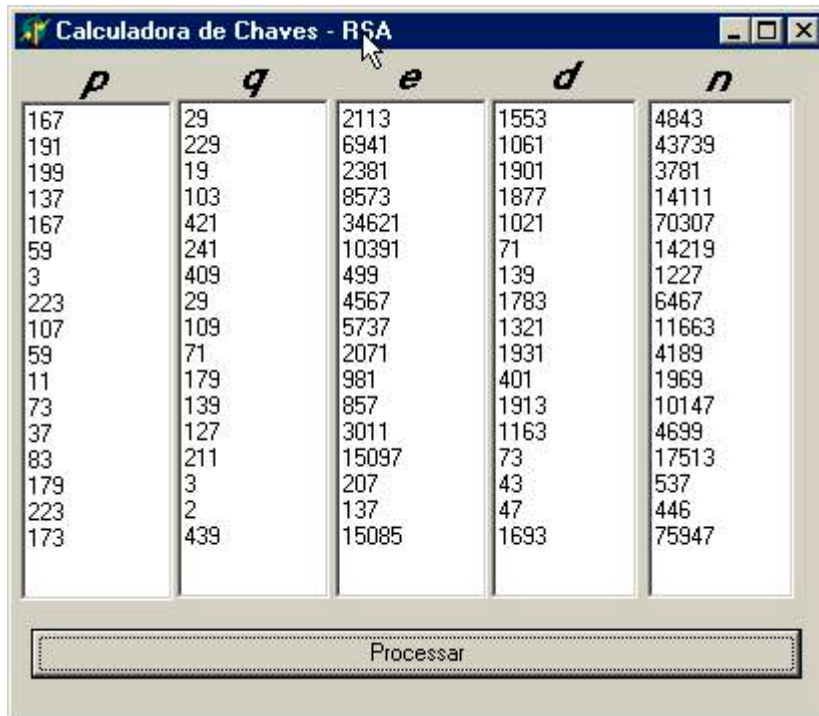 Calculadora de Chaves - RSA
p q e d n
167 29 2113 1553 4843
191 229 6941 1061 43739
199 19 2381 1901 3781
137 103 8573 1877 14111
167 421 34621 1021 70307
59 241 10391 71 14219
3 409 499 139 1227
223 29 4567 1783 6467
107 109 5737 1321 11663
59 71 2071 1931 4189
11 179 981 401 1969
73 139 857 1913 10147
37 127 3011 1163 4699
83 211 15097 73 17513
179 3 207 43 537
223 2 137 47 446
173 439 15085 1693 75947
Processar